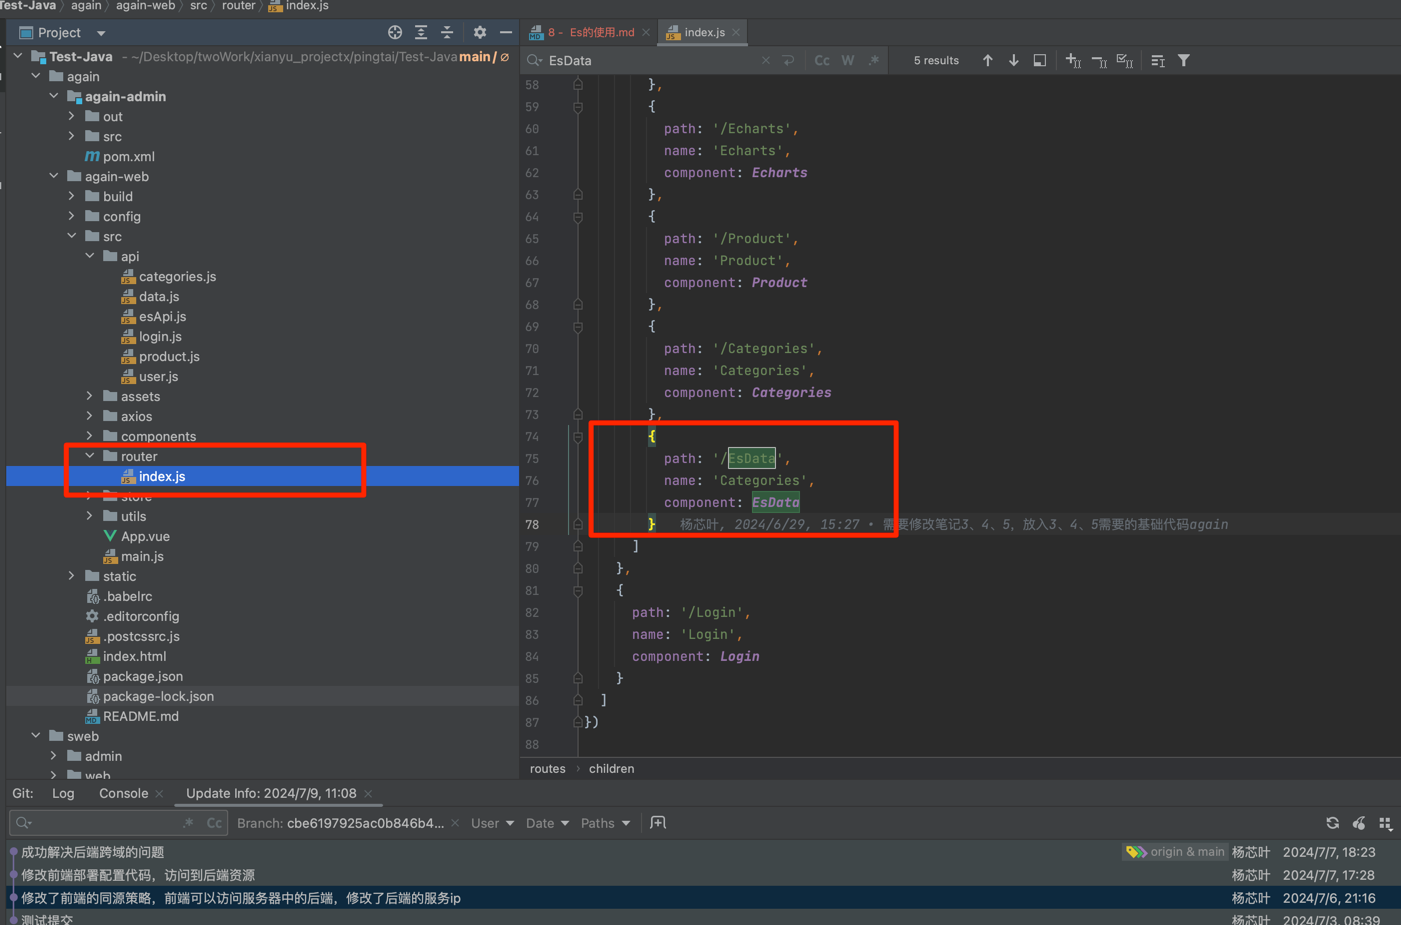 Test-Java › again › again-web › src › router › index.js
Project
Test-Java - ~/Desktop/twoWork/xianyu_projectx/pingtai/Test-Java main / ∅
again
again-admin
out
src
pom.xml
again-web
build
config
src
api
categories.js
data.js
esApi.js
login.js
product.js
user.js
assets
axios
components
router
index.js
store
utils
App.vue
main.js
static
.babelrc
.editorconfig
.postcssrc.js
index.html
package.json
package-lock.json
README.md
sweb
admin
web
8 - Es的使用.md
index.js
EsData
Cc W .*
5 results
58 },
59 {
60 path: '/Echarts',
61 name: 'Echarts',
62 component: Echarts
63 },
64 {
65 path: '/Product',
66 name: 'Product',
67 component: Product
68 },
69 {
70 path: '/Categories',
71 name: 'Categories',
72 component: Categories
73 },
74 {
75 path: '/EsData',
76 name: 'Categories',
77 component: EsData
78 } 杨芯叶, 2024/6/29, 15:27 • 需要修改笔记3、4、5，放入3、4、5需要的基础代码again
79 ]
80 },
81 {
82 path: '/Login',
83 name: 'Login',
84 component: Login
85 }
86 ]
87 })
88
routes › children
Git: Log Console Update Info: 2024/7/9, 11:08
.* Cc Branch: cbe6197925ac0b846b4... User Date Paths
成功解决后端跨域的问题 origin & main 杨芯叶 2024/7/7, 18:23
修改前端部署配置代码，访问到后端资源 杨芯叶 2024/7/7, 17:28
修改了前端的同源策略，前端可以访问服务器中的后端，修改了后端的服务ip 杨芯叶 2024/7/6, 21:16
测试提交 杨芯叶 2024/7/3, 08:39